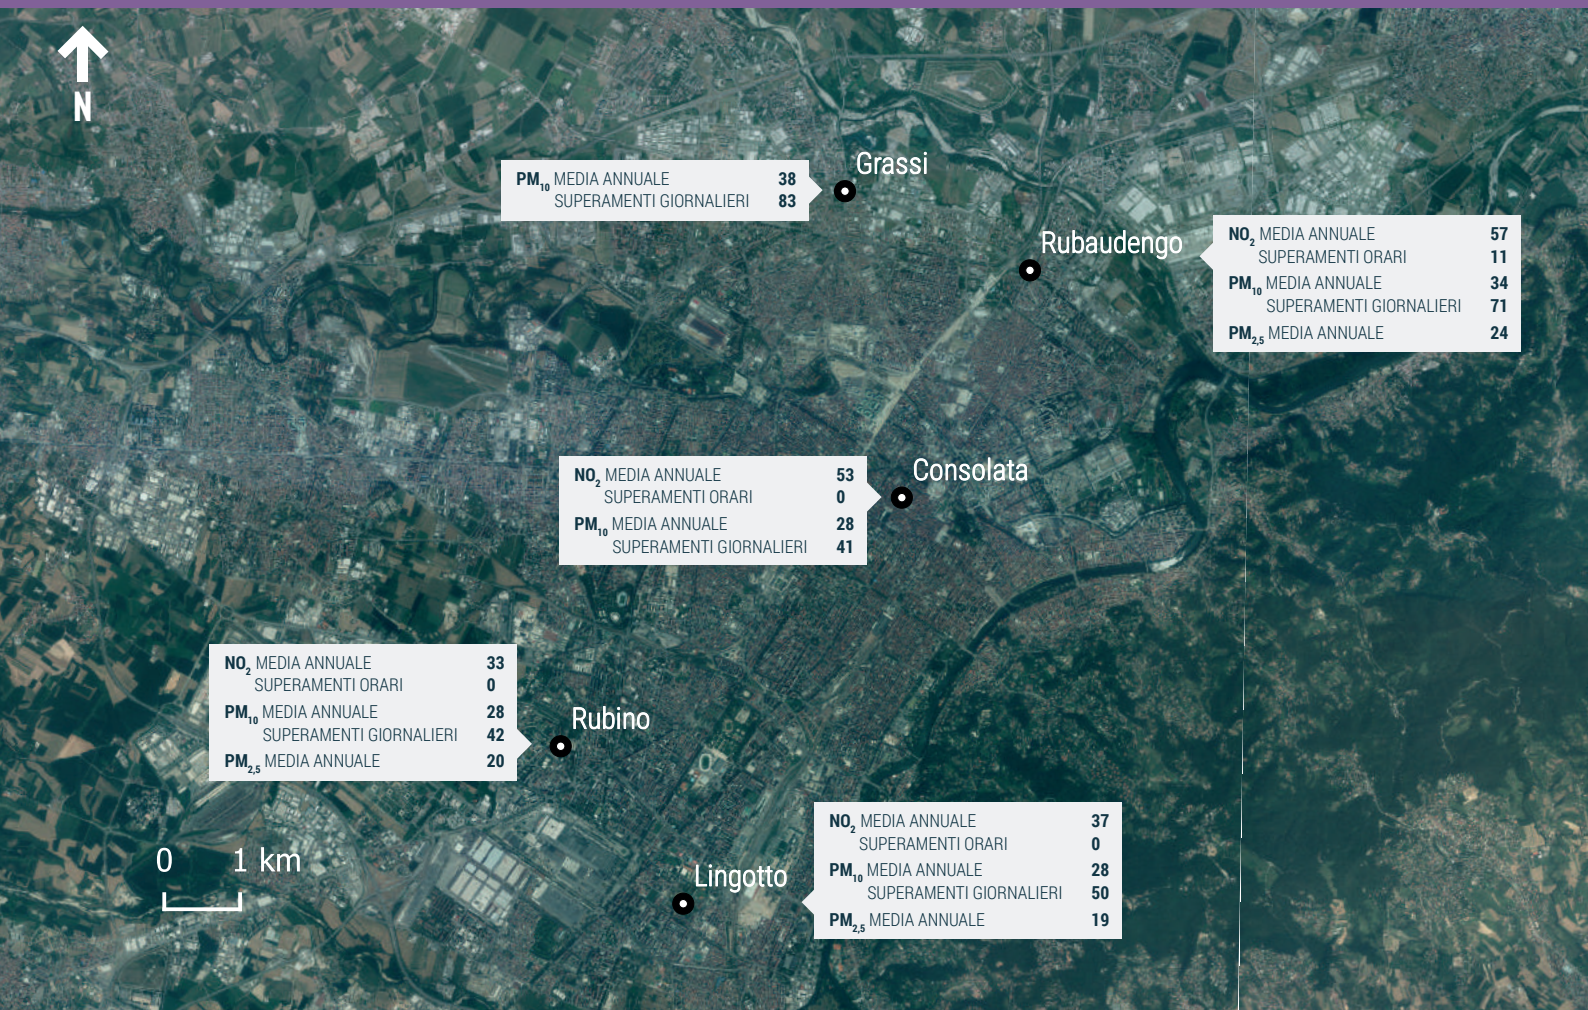 N
Grassi
PM10 MEDIA ANNUALE 38
SUPERAMENTI GIORNALIERI 83
Rubaudengo
NO2 MEDIA ANNUALE 57
SUPERAMENTI ORARI 11
PM10 MEDIA ANNUALE 34
SUPERAMENTI GIORNALIERI 71
PM2,5 MEDIA ANNUALE 24
Consolata
NO2 MEDIA ANNUALE 53
SUPERAMENTI ORARI 0
PM10 MEDIA ANNUALE 28
SUPERAMENTI GIORNALIERI 41
Rubino
NO2 MEDIA ANNUALE 33
SUPERAMENTI ORARI 0
PM10 MEDIA ANNUALE 28
SUPERAMENTI GIORNALIERI 42
PM2,5 MEDIA ANNUALE 20
Lingotto
NO2 MEDIA ANNUALE 37
SUPERAMENTI ORARI 0
PM10 MEDIA ANNUALE 28
SUPERAMENTI GIORNALIERI 50
PM2,5 MEDIA ANNUALE 19
0 1 km